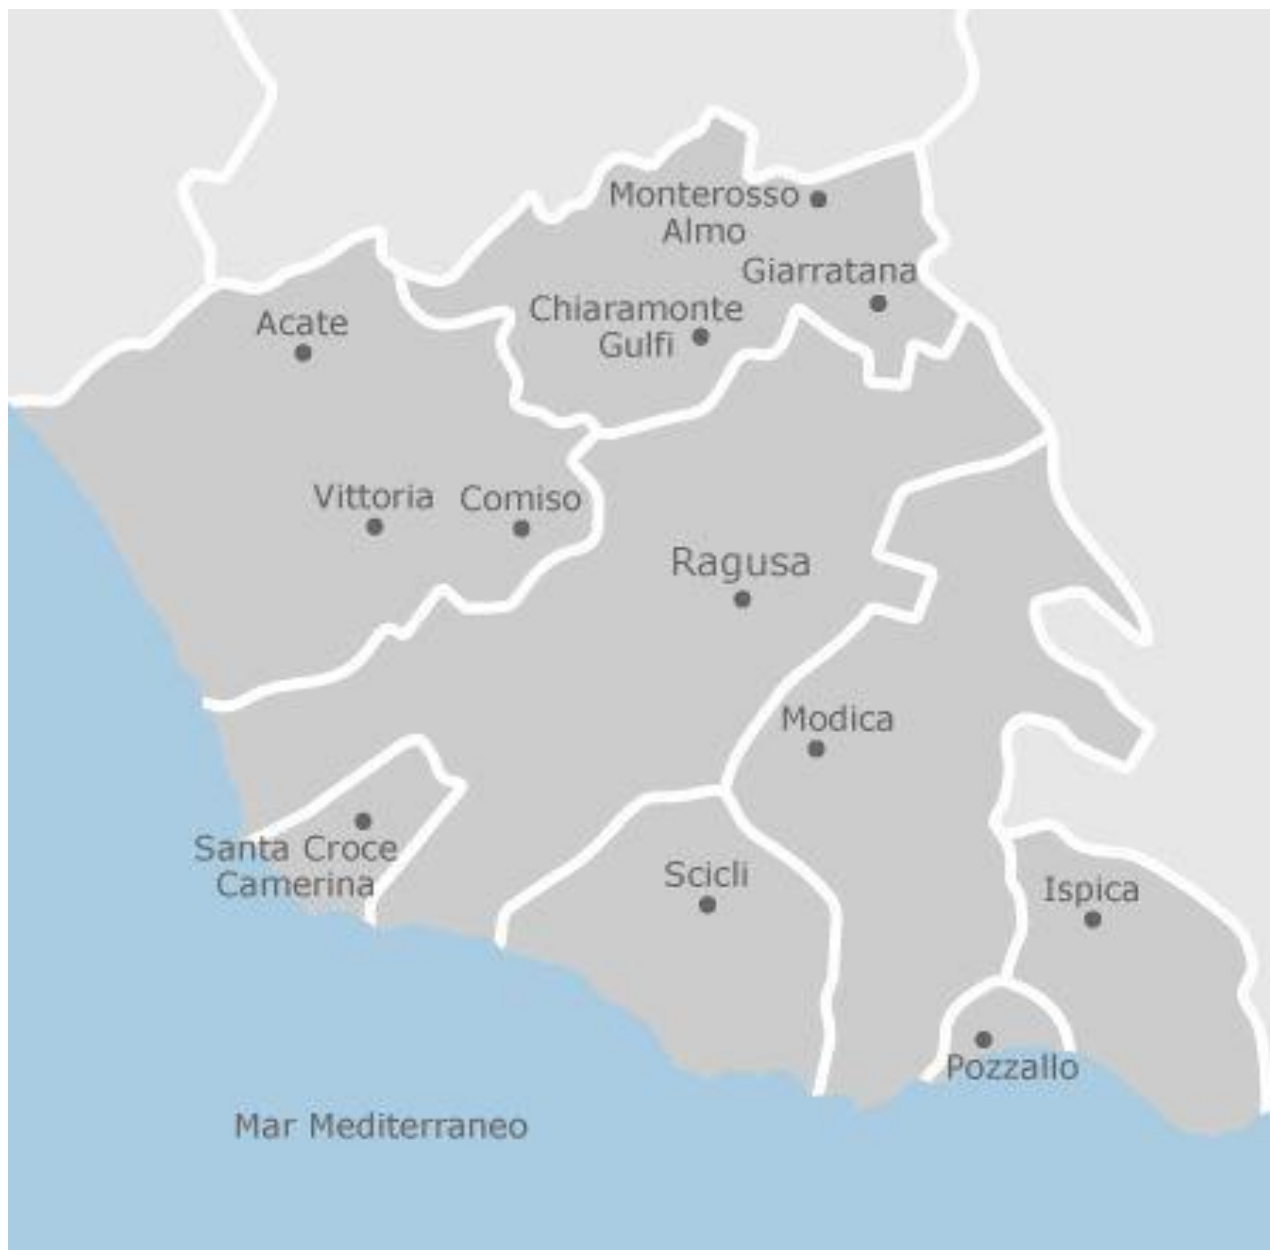 Monterosso
Almo
Giarratana
Chiaramonte
Gulfi
Acate
Vittoria
Comiso
Ragusa
Modica
Santa Croce
Camerina
Scicli
Ispica
Pozzallo
Mar Mediterraneo